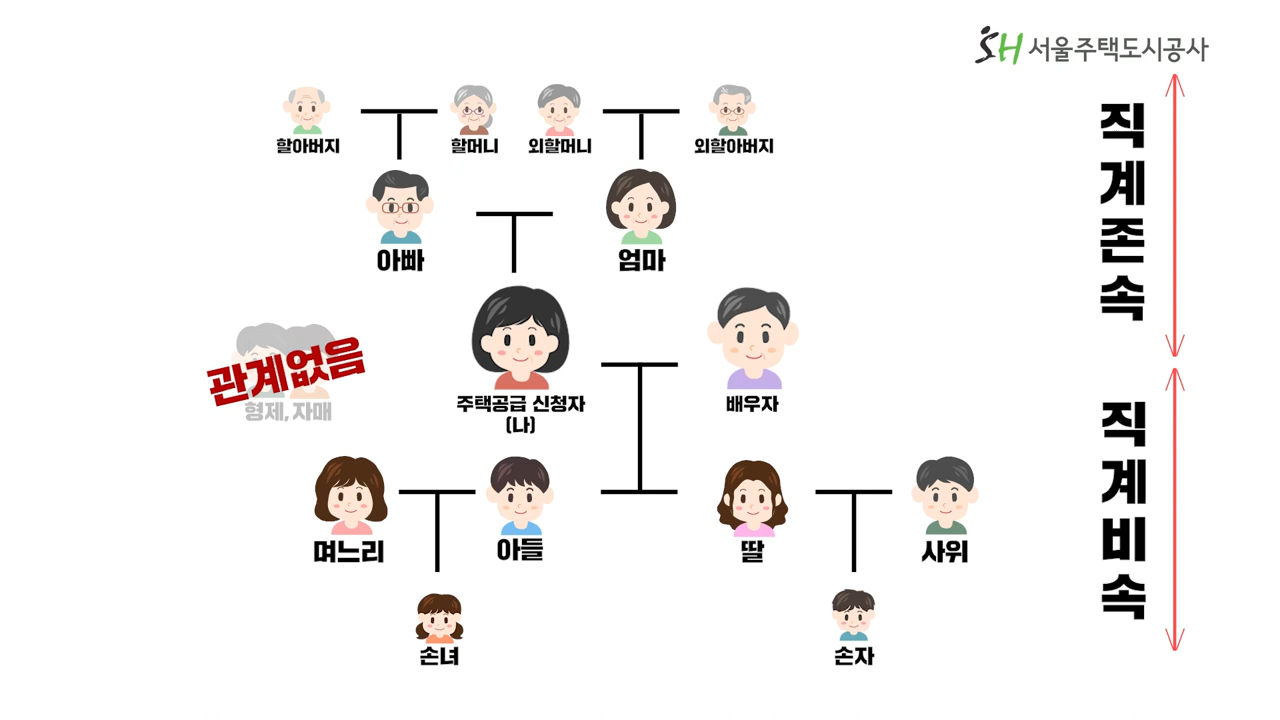 SH 서울주택도시공사
할아버지
할머니
외할머니
외할아버지
아빠
엄마
관계없음
형제, 자매
주택공급 신청자
(나)
배우자
며느리
아들
딸
사위
손녀
손자
직계존속
직계비속